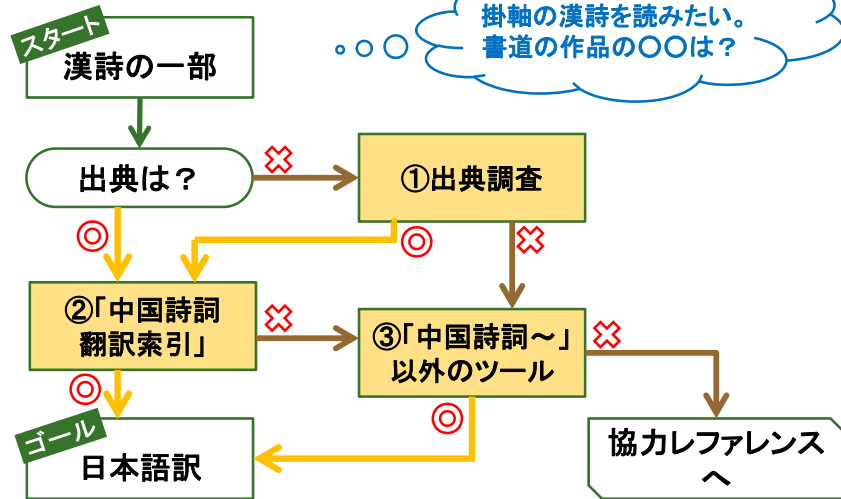 掛軸の漢詩を読みたい。
書道の作品の〇〇は？
スタート
漢詩の一部
出典は？
①出典調査
②「中国詩詞
翻訳索引」
③「中国詩詞～」
以外のツール
ゴール
日本語訳
協力レファレンス
へ